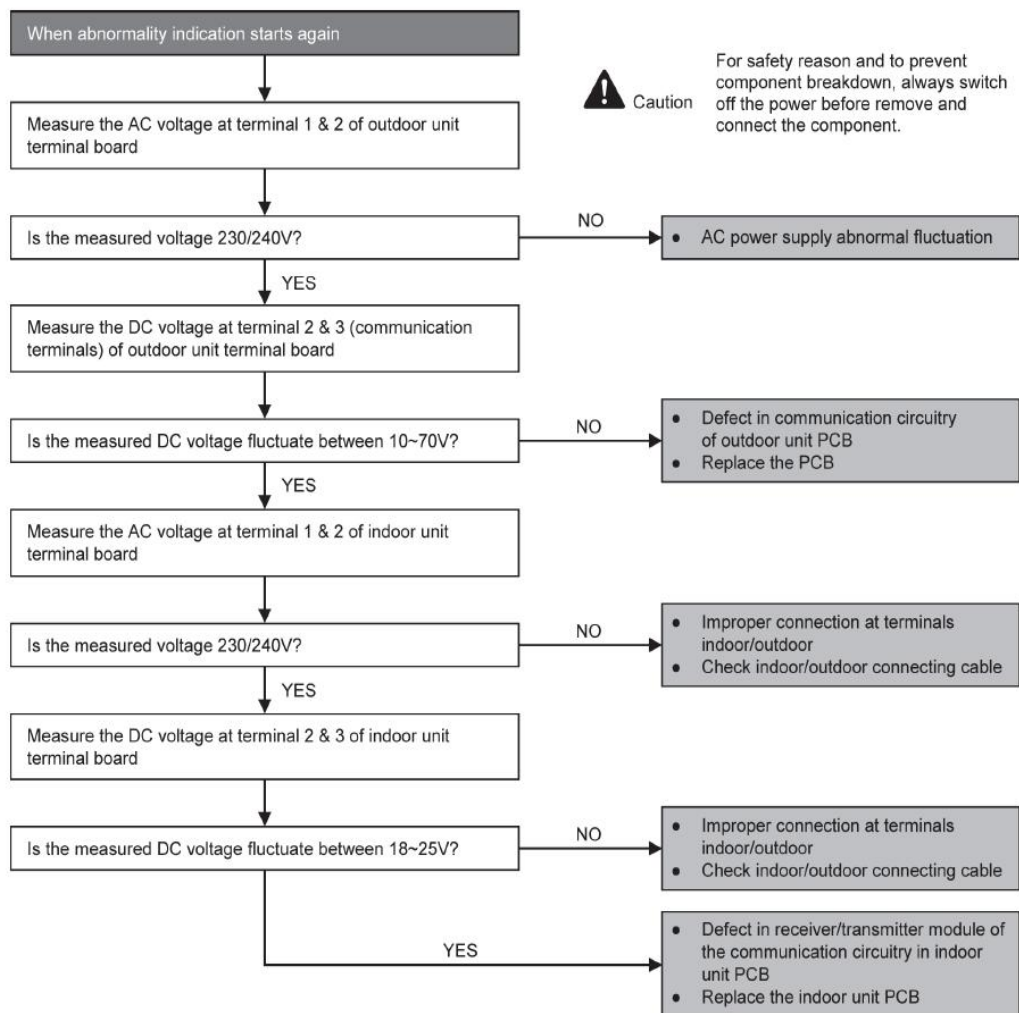 When abnormality indication starts again
For safety reason and to prevent
component breakdown, always switch
off the power before remove and
connect the component.
Caution
Measure the AC voltage at terminal 1 & 2 of outdoor unit
terminal board
Is the measured voltage 230/240V?
NO
• AC power supply abnormal fluctuation
YES
Measure the DC voltage at terminal 2 & 3 (communication
terminals) of outdoor unit terminal board
Is the measured DC voltage fluctuate between 10~70V?
NO
• Defect in communication circuitry
of outdoor unit PCB
• Replace the PCB
YES
Measure the AC voltage at terminal 1 & 2 of indoor unit
terminal board
Is the measured voltage 230/240V?
NO
• Improper connection at terminals
indoor/outdoor
• Check indoor/outdoor connecting cable
YES
Measure the DC voltage at terminal 2 & 3 of indoor unit
terminal board
Is the measured DC voltage fluctuate between 18~25V?
NO
• Improper connection at terminals
indoor/outdoor
• Check indoor/outdoor connecting cable
YES
• Defect in receiver/transmitter module of
the communication circuitry in indoor
unit PCB
• Replace the indoor unit PCB